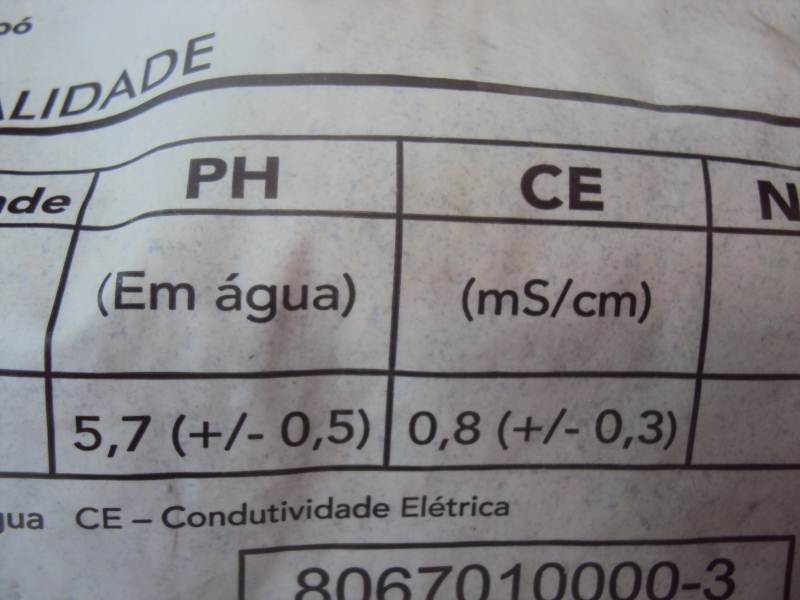 PH CE
(Em água) (mS/cm)
5,7 (+/- 0,5) 0,8 (+/- 0,3)
CE – Condutividade Elétrica
8067010000-3